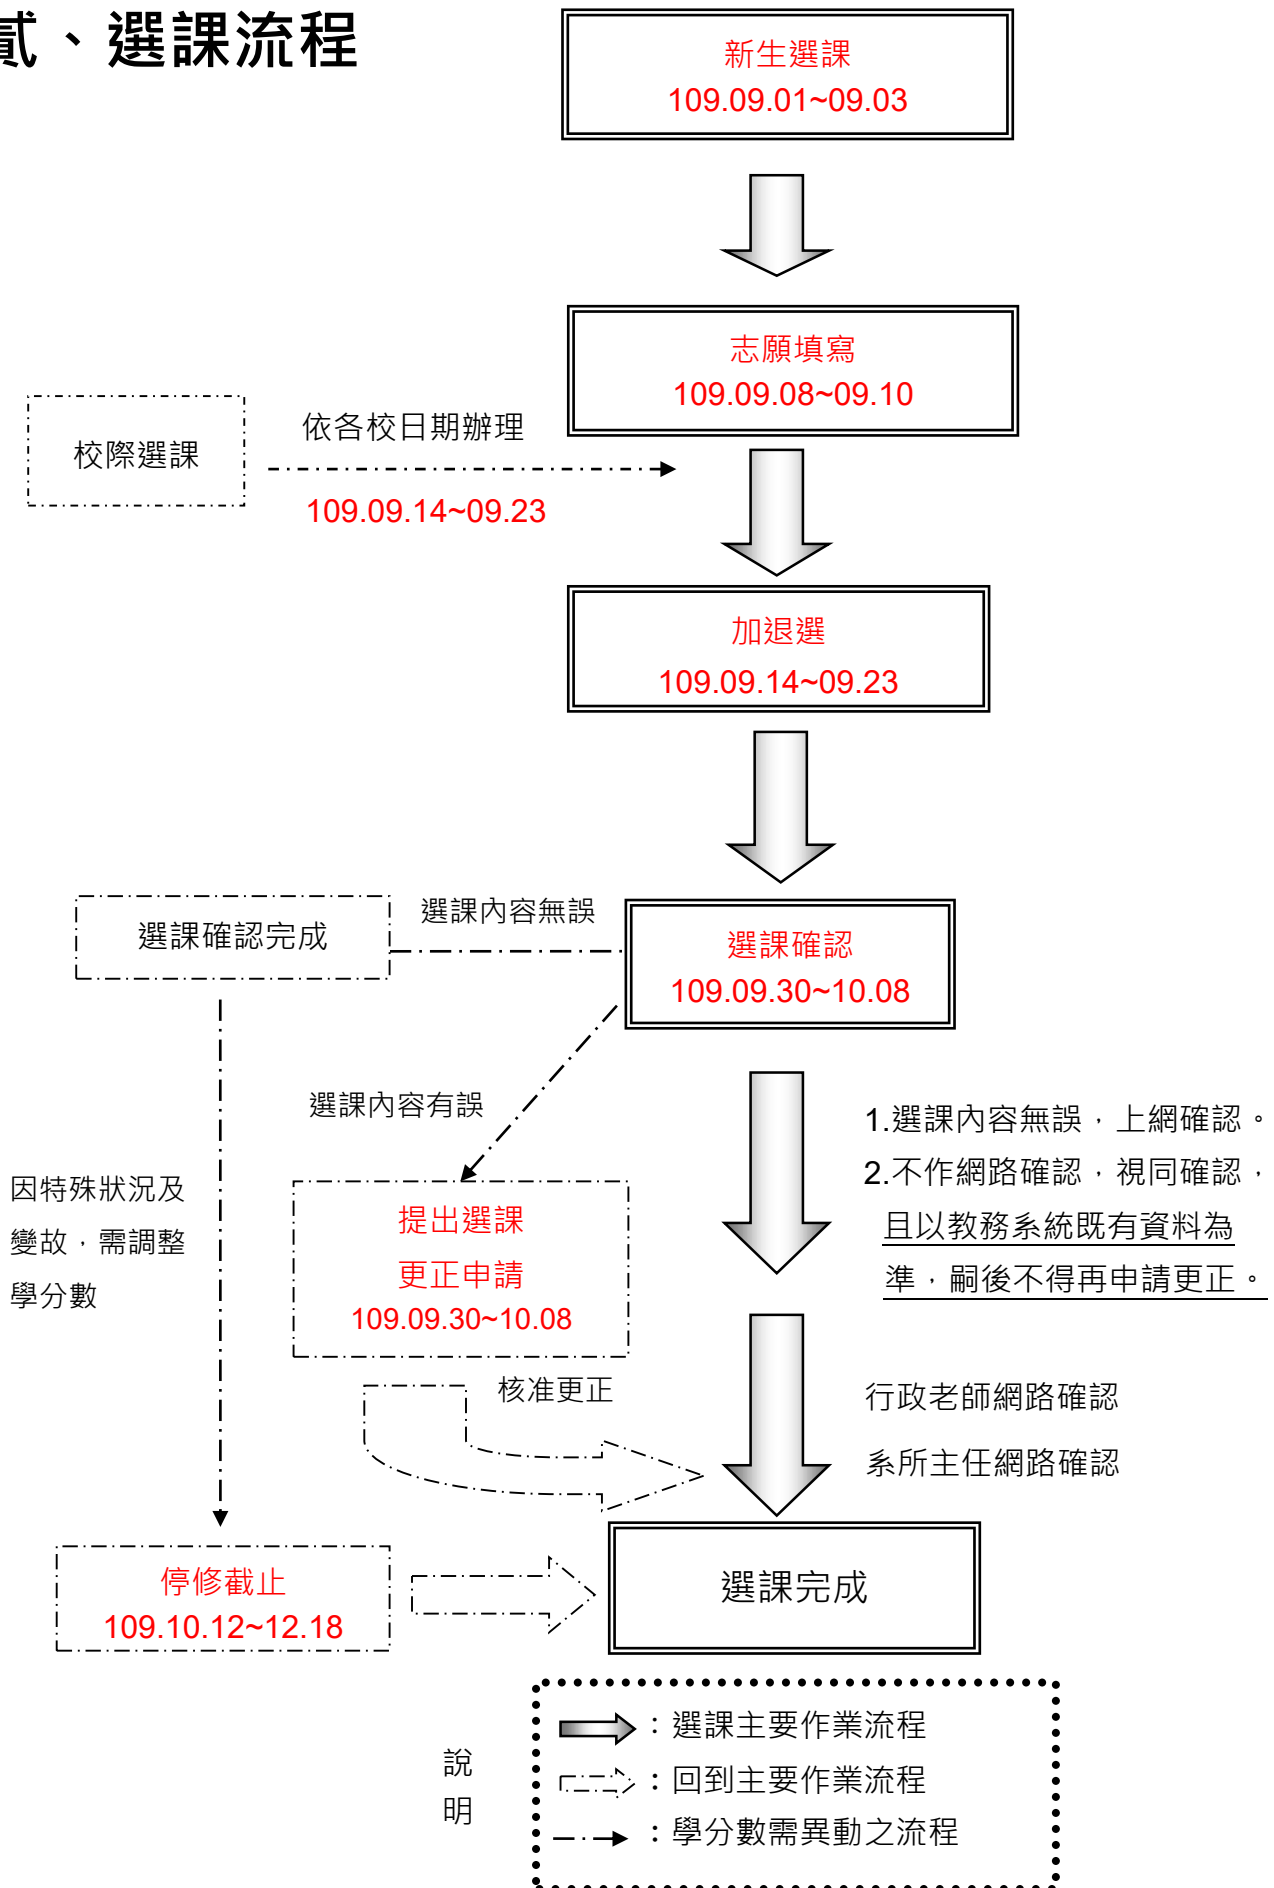 貳、選課流程
新生選課
109.09.01~09.03
志願填寫
109.09.08~09.10
校際選課
依各校日期辦理
109.09.14~09.23
加退選
109.09.14~09.23
選課確認完成
選課內容無誤
選課確認
109.09.30~10.08
選課內容有誤
1.選課內容無誤，上網確認。
2.不作網路確認，視同確認，
且以教務系統既有資料為
準，嗣後不得再申請更正。
因特殊狀況及
變故，需調整
學分數
提出選課
更正申請
109.09.30~10.08
核准更正
行政老師網路確認
系所主任網路確認
停修截止
109.10.12~12.18
選課完成
說
明
：選課主要作業流程
：回到主要作業流程
：學分數需異動之流程